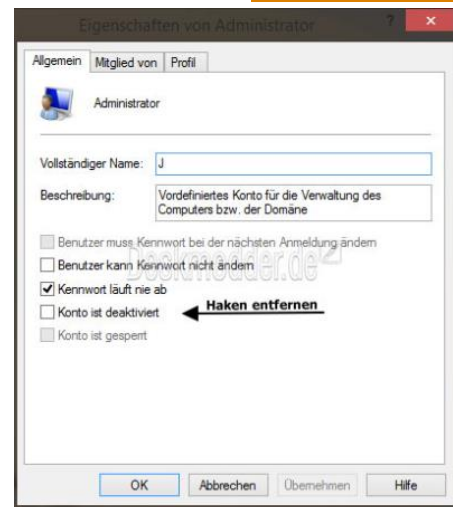 Eigenschaften von Administrator
?
Allgemein Mitglied von Profil
Administrator
Vollständiger Name: J
Beschreibung: Vordefiniertes Konto für die Verwaltung des
Computers bzw. der Domäne
Benutzer muss Kennwort bei der nächsten Anmeldung ändern
Deskmodder.de
Benutzer kann Kennwort nicht ändern
Kennwort läuft nie ab
Konto ist deaktiviert Haken entfernen
Konto ist gesperrt
OK Abbrechen Übernehmen Hilfe